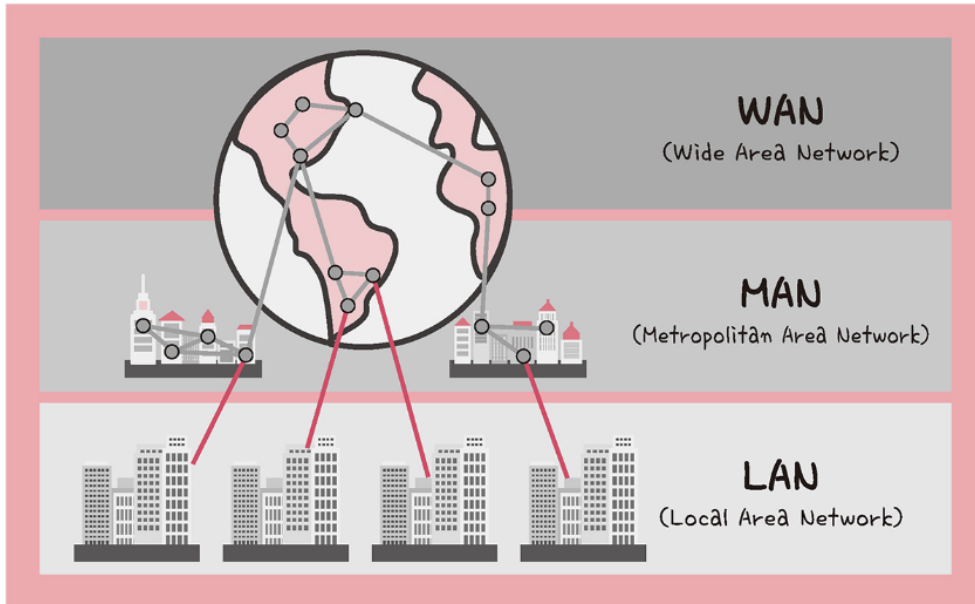 WAN
(Wide Area Network)
MAN
(Metropolitan Area Network)
LAN
(Local Area Network)